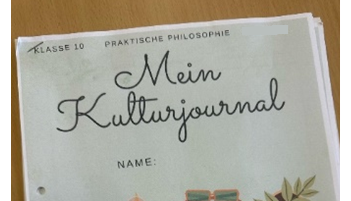 KLASSE 10 PRAKTISCHE PHILOSOPHIE
Mein
Kulturjournal
NAME: